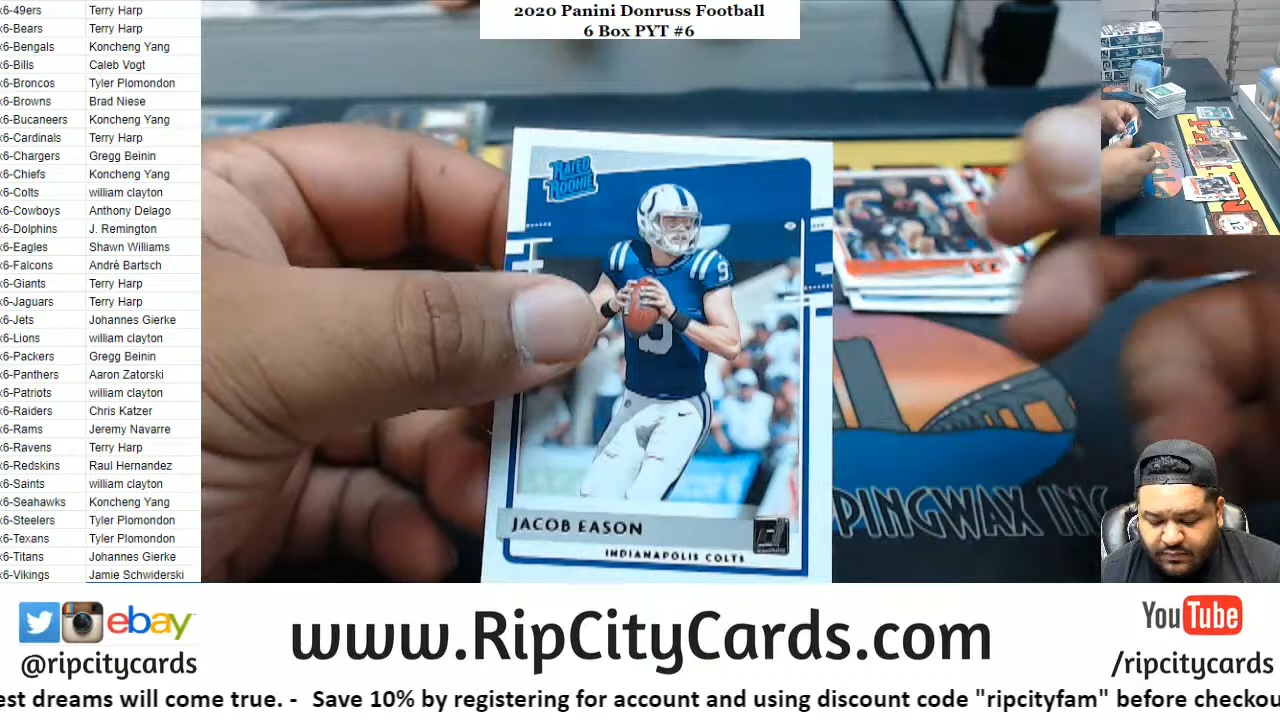 x6-49ers Terry Harp
x6-Bears Terry Harp
x6-Bengals Koncheng Yang
x6-Bills Caleb Vogt
x6-Broncos Tyler Plomondon
x6-Browns Brad Niese
x6-Bucaneers Koncheng Yang
x6-Cardinals Terry Harp
x6-Chargers Gregg Beinin
x6-Chiefs Koncheng Yang
x6-Colts william clayton
x6-Cowboys Anthony Delago
x6-Dolphins J. Remington
x6-Eagles Shawn Williams
x6-Falcons André Bartsch
x6-Giants Terry Harp
x6-Jaguars Terry Harp
x6-Jets Johannes Gierke
x6-Lions william clayton
x6-Packers Gregg Beinin
x6-Panthers Aaron Zatorski
x6-Patriots william clayton
x6-Raiders Chris Katzer
x6-Rams Jeremy Navarre
x6-Ravens Terry Harp
x6-Redskins Raul Hernandez
x6-Saints william clayton
x6-Seahawks Koncheng Yang
x6-Steelers Tyler Plomondon
x6-Texans Tyler Plomondon
x6-Titans Johannes Gierke
x6-Vikings Jamie Schwiderski
2020 Panini Donruss Football
6 Box PYT #6
RATED
ROOKIE
9
9
JACOB EASON
INDIANAPOLIS COLTS
PPINGWAX INC
12
ebay
@ripcitycards
www.RipCityCards.com
YouTube
/ripcitycards
est dreams will come true. - Save 10% by registering for account and using discount code "ripcityfam" before checkou